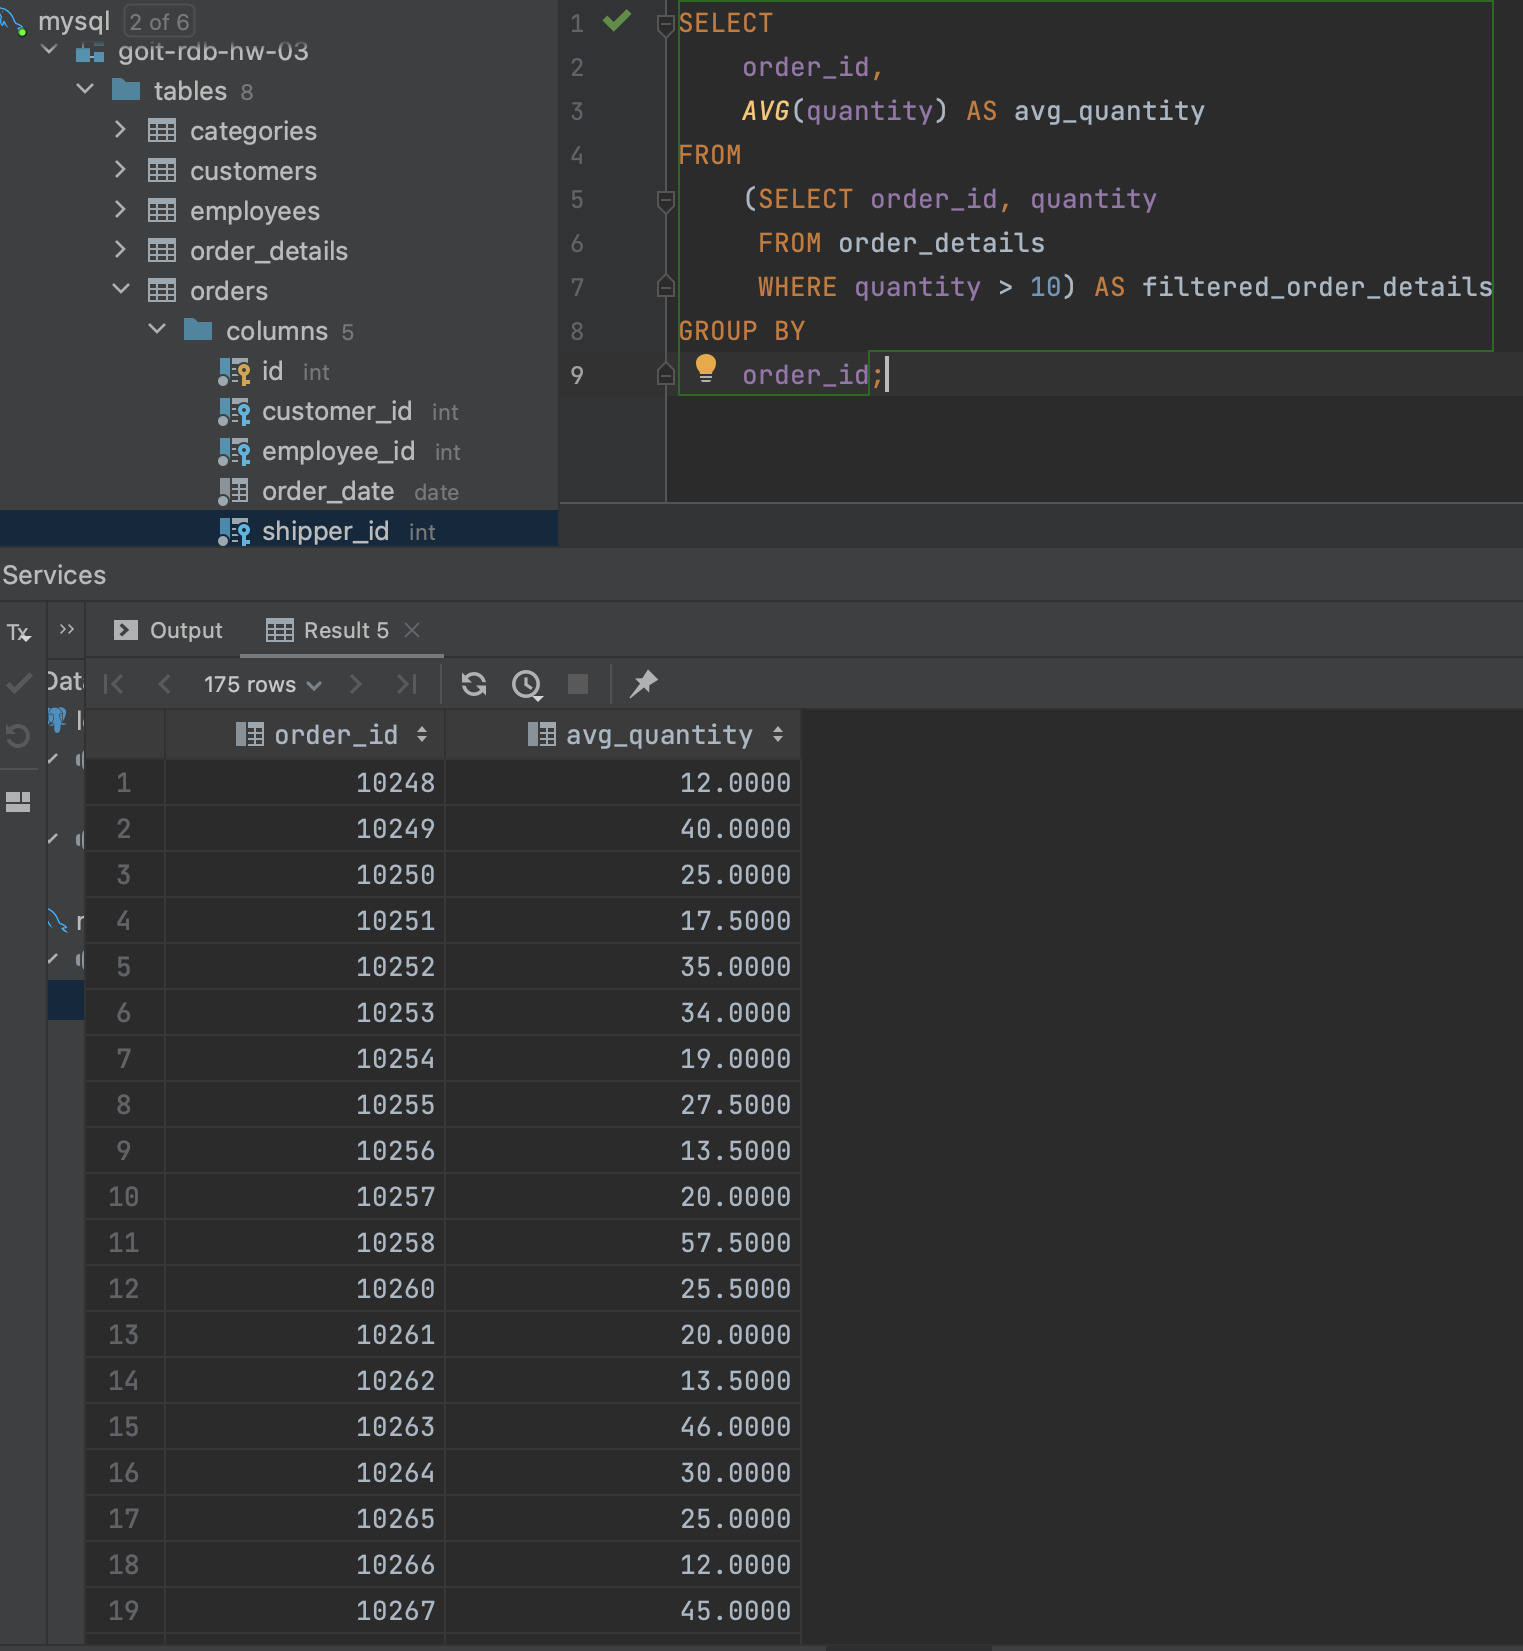 mysql 2 of 6
goit-rdb-hw-03
tables 8
categories
customers
employees
order_details
orders
columns 5
id int
customer_id int
employee_id int
order_date date
shipper_id int
1 SELECT
2 order_id,
3 AVG(quantity) AS avg_quantity
4 FROM
5 (SELECT order_id, quantity
6 FROM order_details
7 WHERE quantity > 10) AS filtered_order_details
8 GROUP BY
9 order_id;
Services
Tx
Output Result 5
175 rows
order_id avg_quantity
1 10248 12.0000
2 10249 40.0000
3 10250 25.0000
4 10251 17.5000
5 10252 35.0000
6 10253 34.0000
7 10254 19.0000
8 10255 27.5000
9 10256 13.5000
10 10257 20.0000
11 10258 57.5000
12 10260 25.5000
13 10261 20.0000
14 10262 13.5000
15 10263 46.0000
16 10264 30.0000
17 10265 25.0000
18 10266 12.0000
19 10267 45.0000